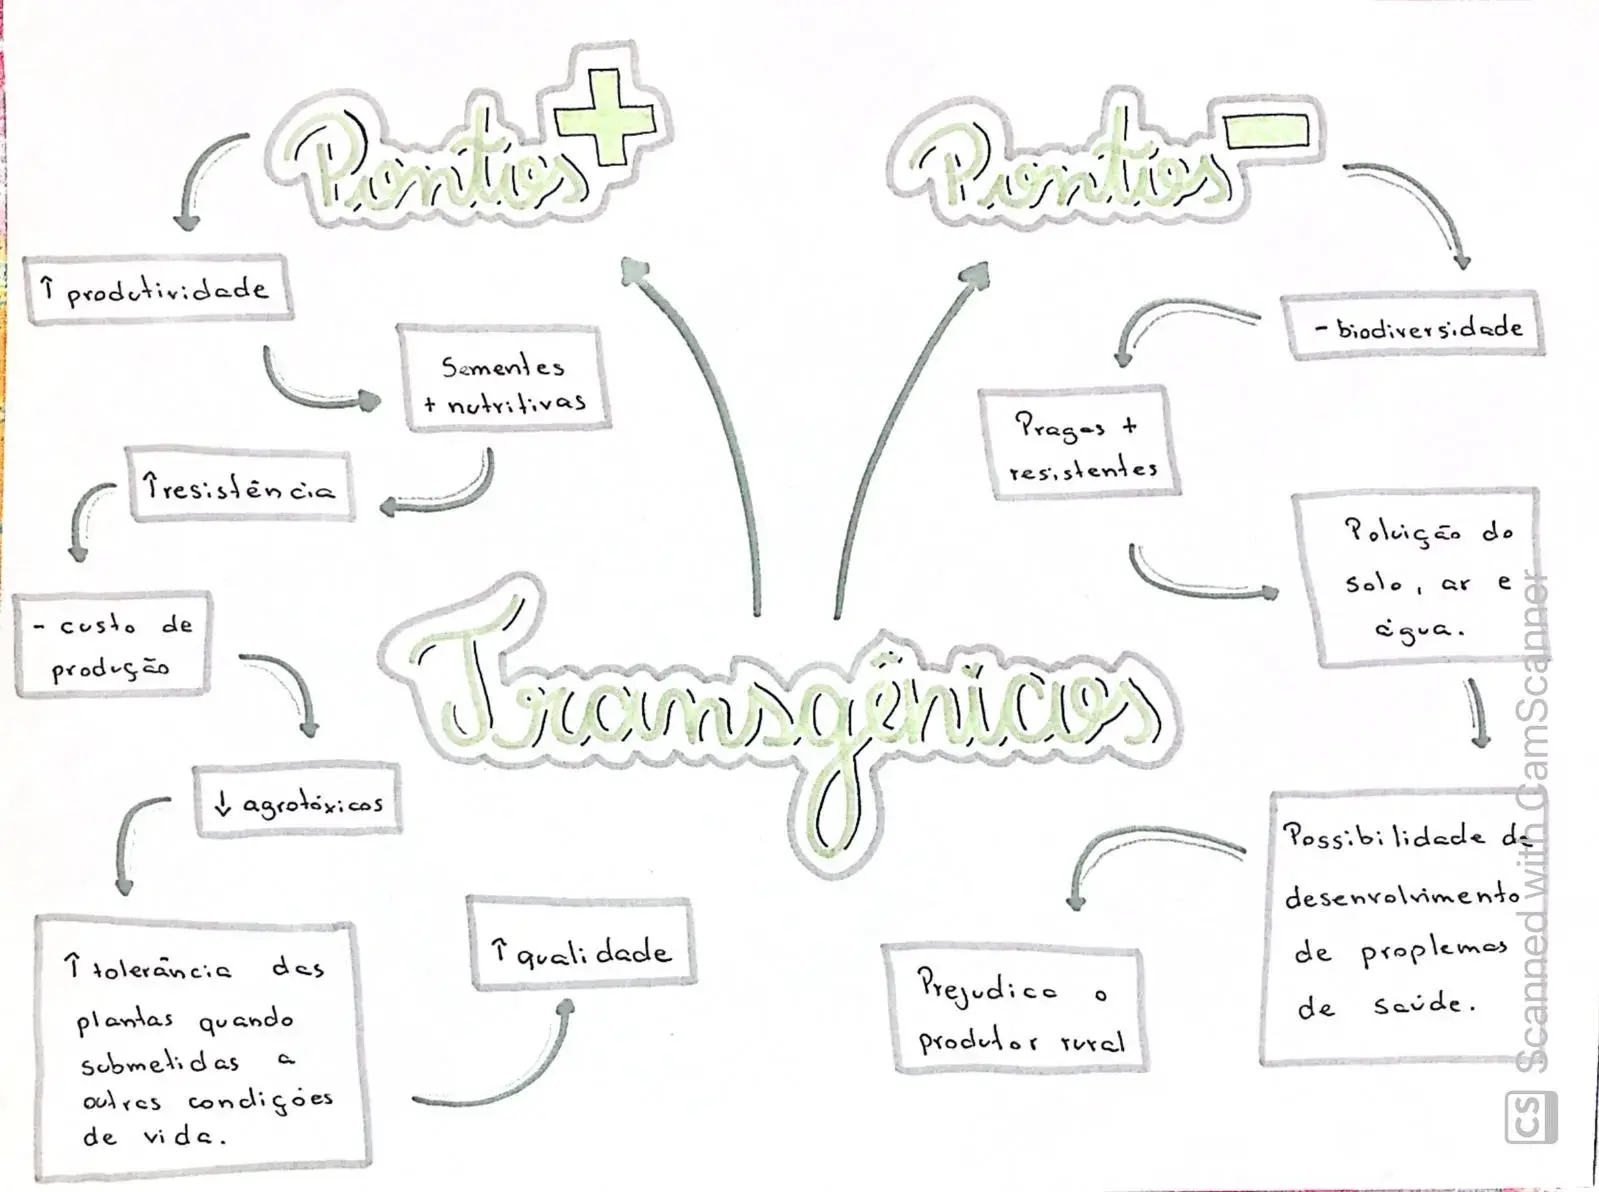 Pontos +
↑ produtividade
Sementes
+ nutritivas
↑ resistência
- custo de
produção
↓ agrotóxicos
↑ tolerância das
plantas quando
submetidas a
outras condições
de vida.
↑ qualidade
Pontos -
- biodiversidade
Pragas +
resistentes
Poluição do
solo, ar e
água.
Possibilidade de
desenvolvimento
de proplemas
de saúde.
Prejudica o
produtor rural
Transgênicos
CS Scanned with CamScanner